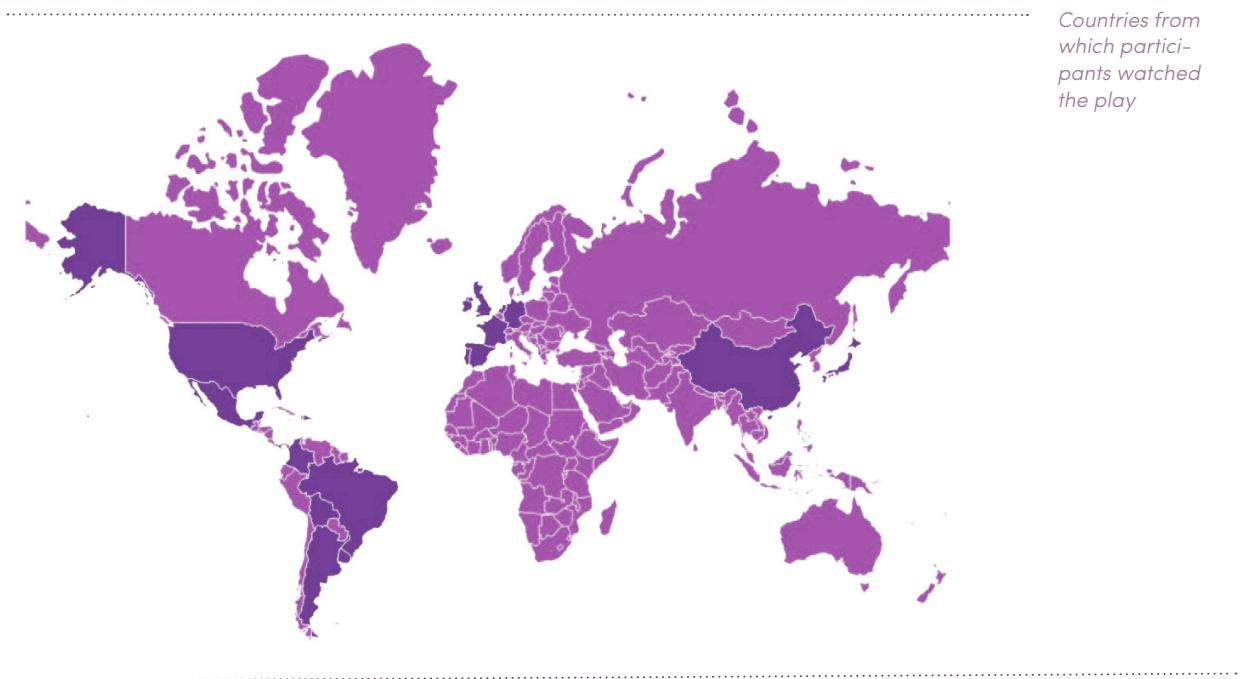 Countries from
which partici-
pants watched
the play